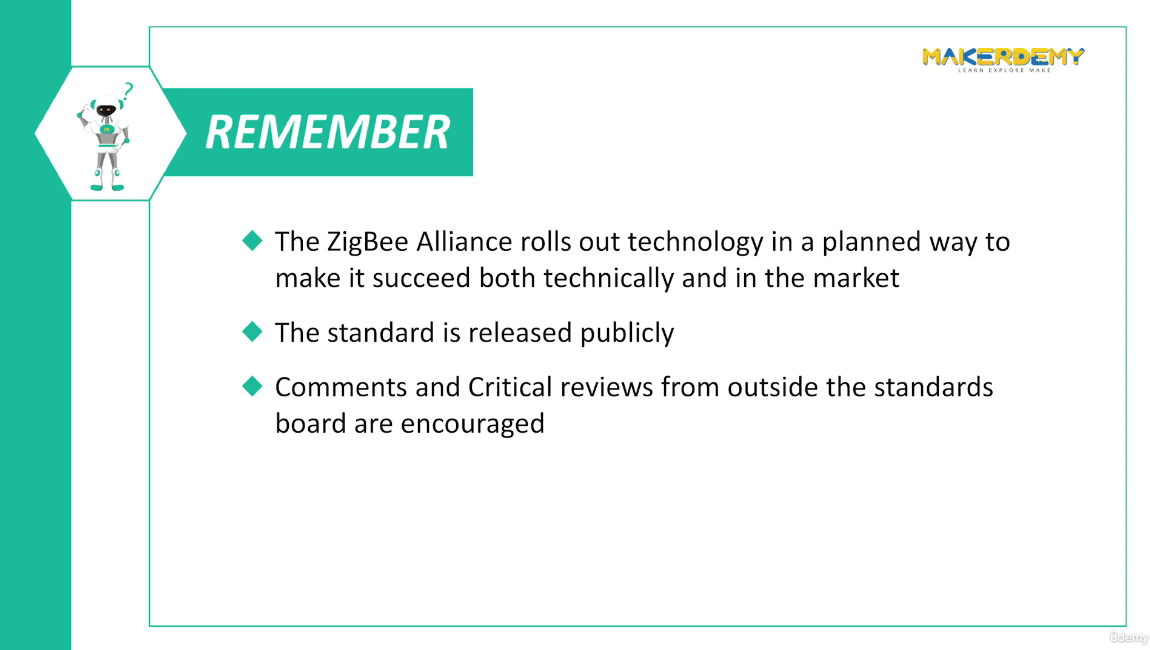 MAKERDEMY
LEARN EXPLORE MAKE
?
M
REMEMBER
The ZigBee Alliance rolls out technology in a planned way to
make it succeed both technically and in the market
The standard is released publicly
Comments and Critical reviews from outside the standards
board are encouraged
ûdemy